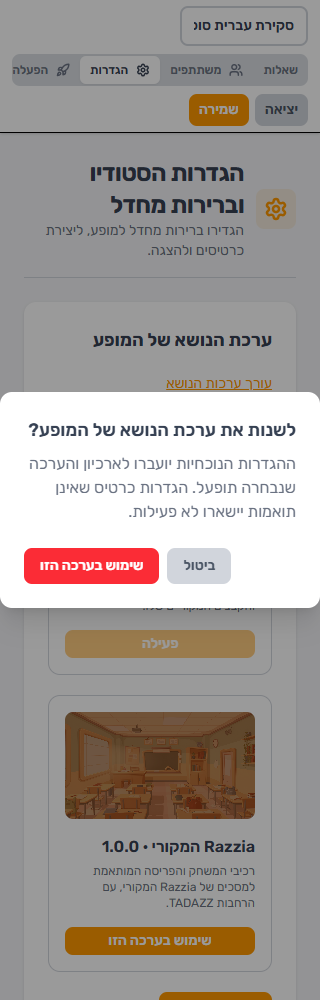 סקירת עברית סופ
שאלות
משתתפים
הגדרות
הפעלה
יציאה
שמירה
הגדרות הסטודיו
וברירות מחדל
הגדירו ברירות מחדל למופע, ליצירת
כרטיסים ולהצגה.
ערכת הנושא של המופע
עורך ערכות הנושא
לשנות את ערכת הנושא של המופע?
ההגדרות הנוכחיות יועברו לארכיון והערכה
שנבחרה תופעל. הגדרות כרטיס שאינן
תואמות יישארו לא פעילות.
ביטול
שימוש בערכה הזו
פעילה
Razzia המקורי • 1.0.0
רכיבי המשחק והפריסה המותאמת
למסכים של Razzia המקורי, עם
הרחבות TADAZZ.
שימוש בערכה הזו